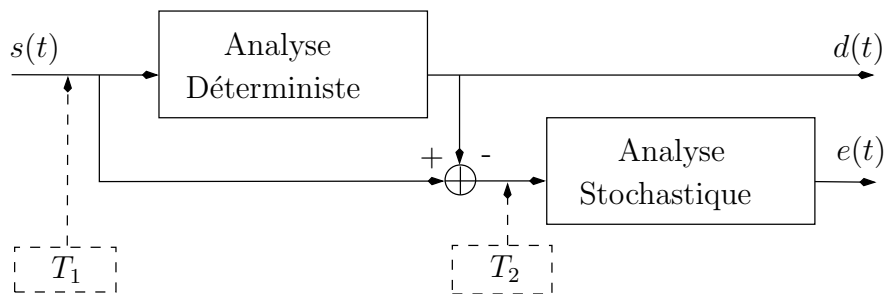 s(t)
Analyse
Déterministe
d(t)
+
-
Analyse
Stochastique
e(t)
T₁
T₂